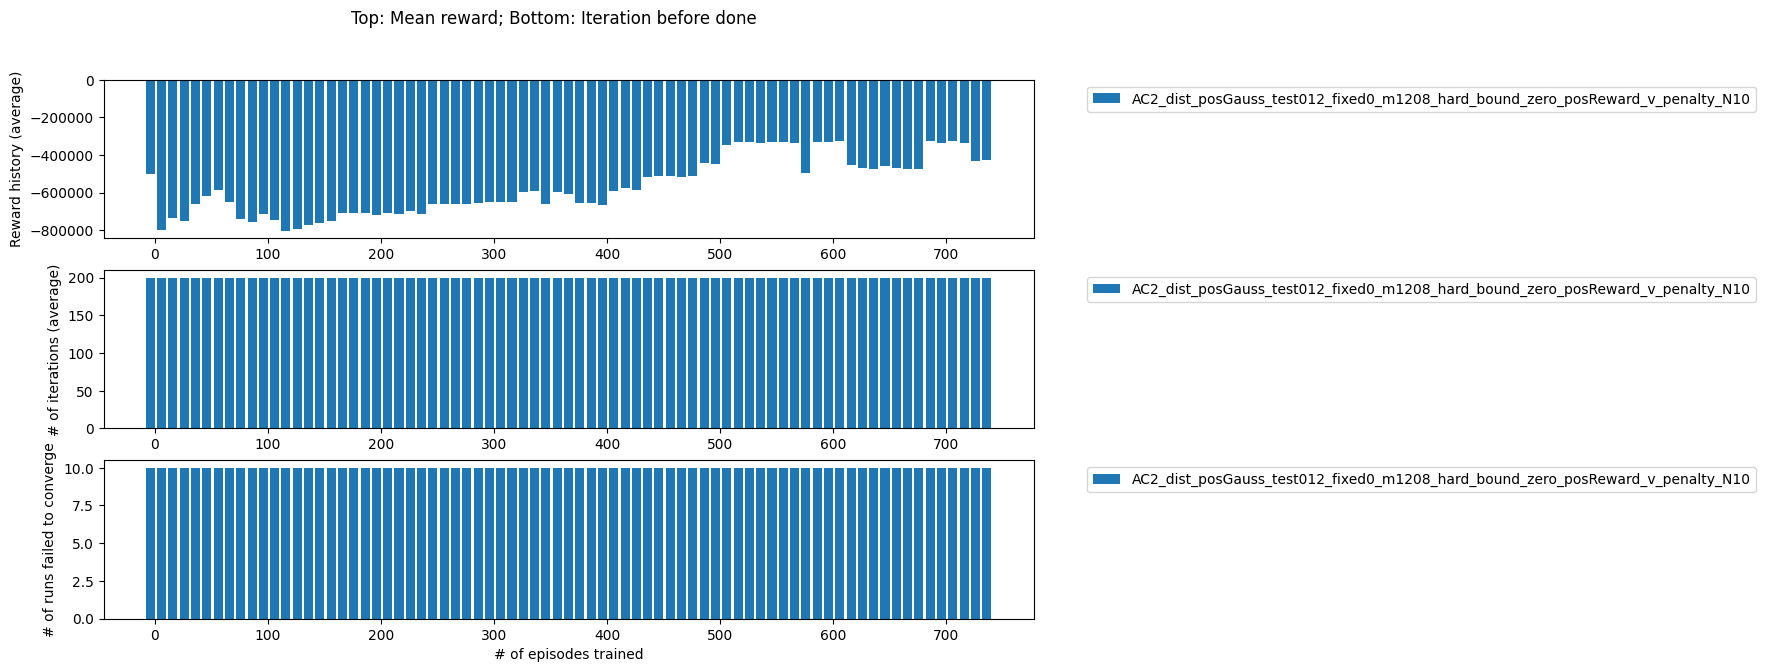 Top: Mean reward; Bottom: Iteration before done
Reward history (average)
0
−200000
−400000
−600000
−800000
0 100 200 300 400 500 600 700
AC2_dist_posGauss_test012_fixed0_m1208_hard_bound_zero_posReward_v_penalty_N10
# of iterations (average)
200
150
100
50
0
0 100 200 300 400 500 600 700
AC2_dist_posGauss_test012_fixed0_m1208_hard_bound_zero_posReward_v_penalty_N10
# of runs failed to converge
10.0
7.5
5.0
2.5
0.0
0 100 200 300 400 500 600 700
# of episodes trained
AC2_dist_posGauss_test012_fixed0_m1208_hard_bound_zero_posReward_v_penalty_N10